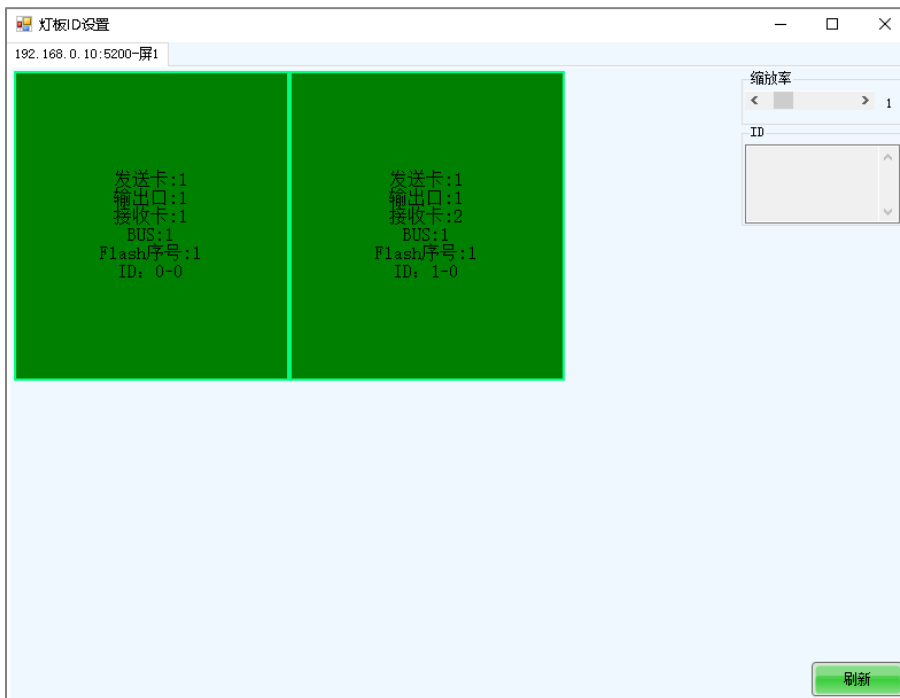 灯板ID设置
192.168.0.10:5200-屏1
发送卡:1
输出口:1
接收卡:1
BUS:1
Flash序号:1
ID: 0-0
发送卡:1
输出口:1
接收卡:2
BUS:1
Flash序号:1
ID: 1-0
缩放率
1
ID
刷新